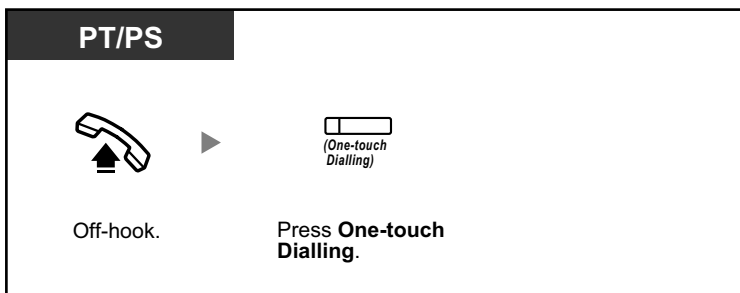 PT/PS
(One-touch
Dialling)
Off-hook.
Press One-touch
Dialling.